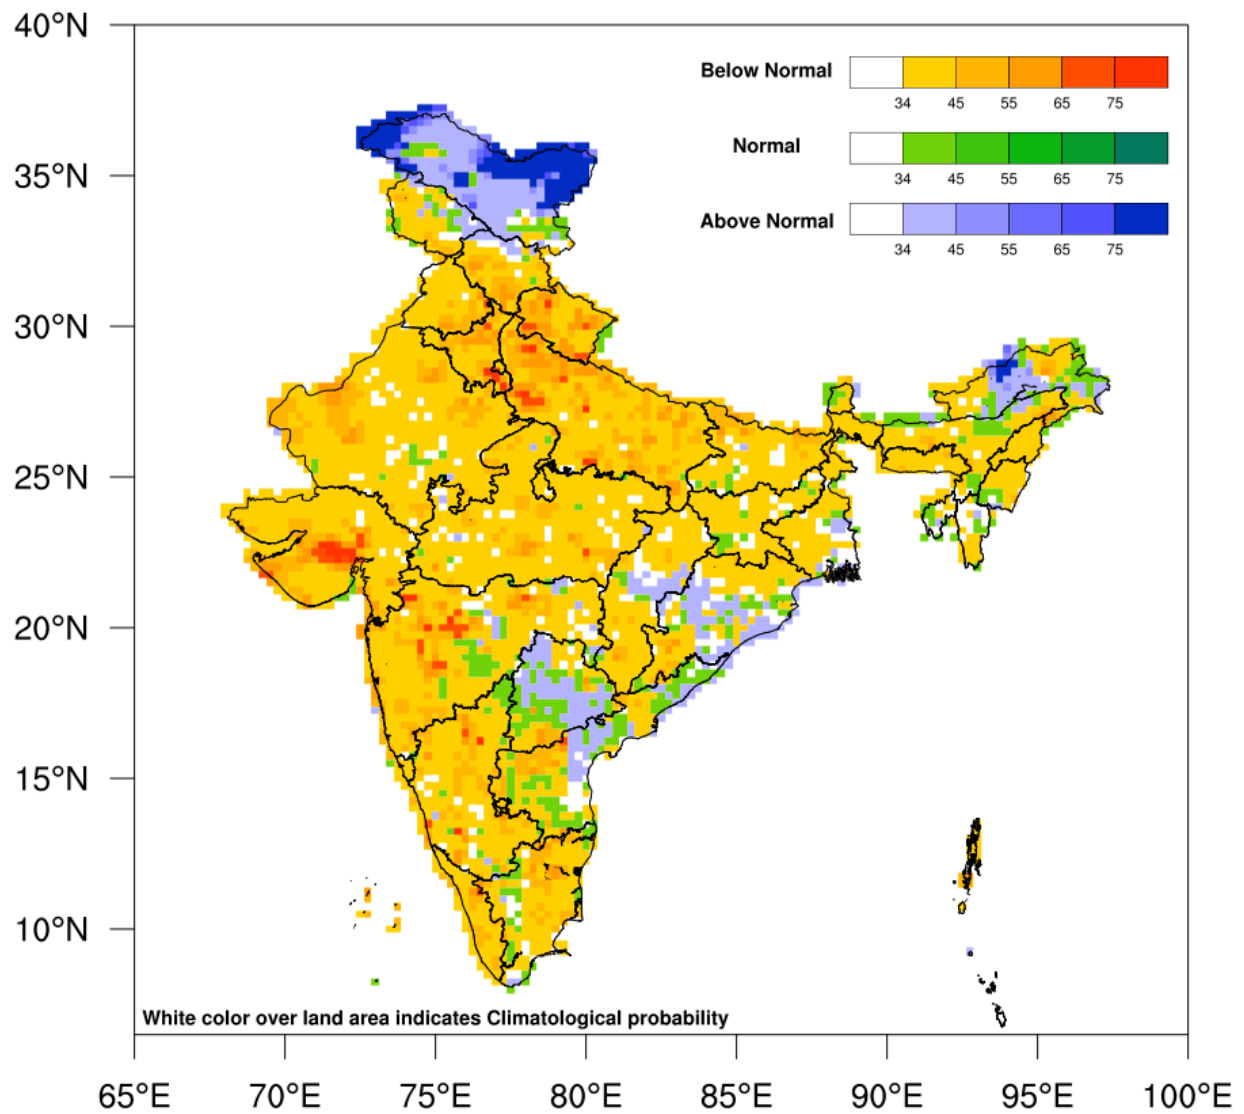 40°N
35°N
30°N
25°N
20°N
15°N
10°N
Below Normal
34 45 55 65 75
Normal
34 45 55 65 75
Above Normal
34 45 55 65 75
White color over land area indicates Climatological probability
65°E 70°E 75°E 80°E 85°E 90°E 95°E 100°E